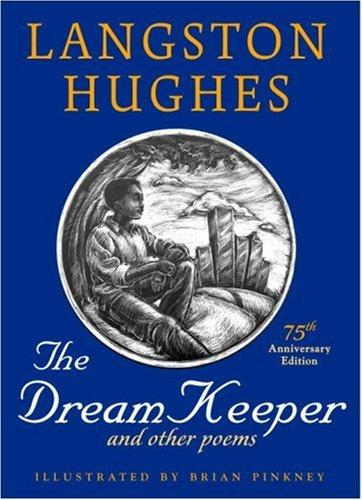 LANGSTON
HUGHES
75th
Anniversary
Edition
The
Dream Keeper
and other poems
ILLUSTRATED BY BRIAN PINKNEY